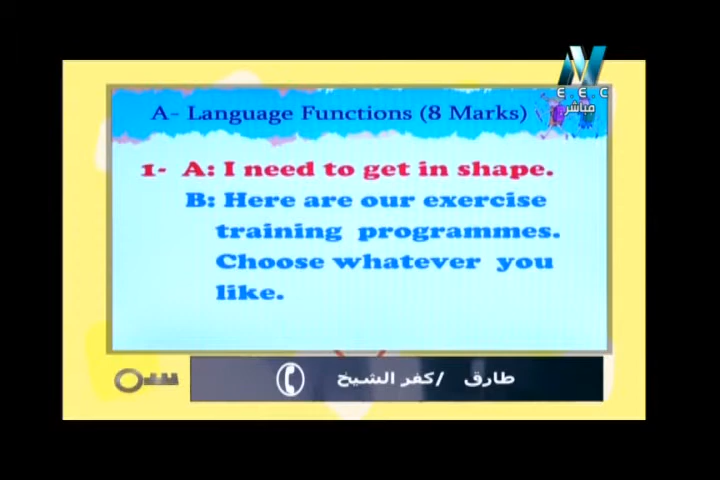 E.E.C
مباشر
A- Language Functions (8 Marks)
1- A: I need to get in shape.
B: Here are our exercise
training programmes.
Choose whatever you
like.
طارق / كفر الشيخ